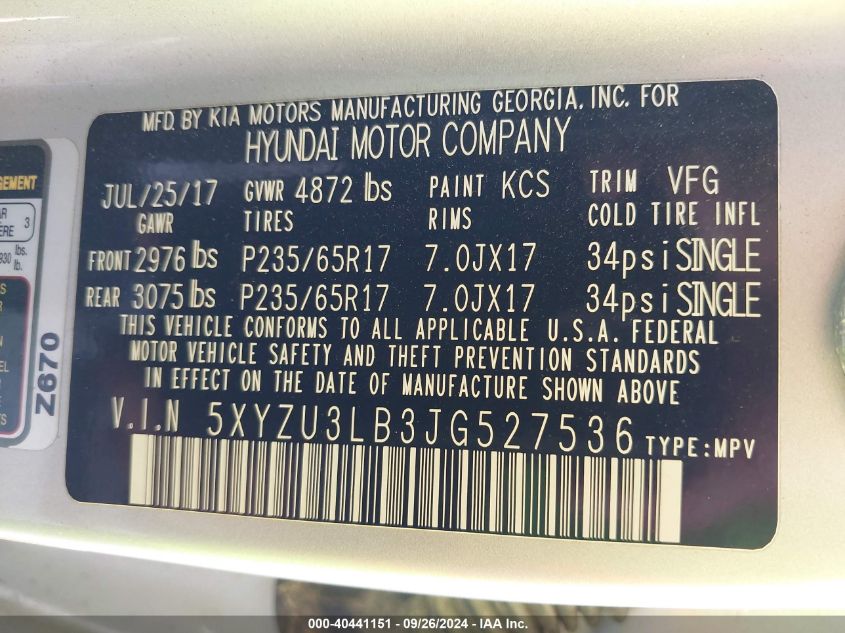 MFD. BY KIA MOTORS MANUFACTURING GEORGIA, INC. FOR
HYUNDAI MOTOR COMPANY
JUL/25/17 GVWR 4872 lbs PAINT KCS TRIM VFG
GAWR TIRES RIMS COLD TIRE INFL
FRONT 2976 lbs P235/65R17 7.0JX17 34psi SINGLE
REAR 3075 lbs P235/65R17 7.0JX17 34psi SINGLE
THIS VEHICLE CONFORMS TO ALL APPLICABLE U.S.A. FEDERAL
MOTOR VEHICLE SAFETY AND THEFT PREVENTION STANDARDS
IN EFFECT ON THE DATE OF MANUFACTURE SHOWN ABOVE
V.I.N 5XYZU3LB3JG527536 TYPE:MPV
3
lbs.
lb.
Z670
000-40441151 • 09/26/2024 - IAA Inc.